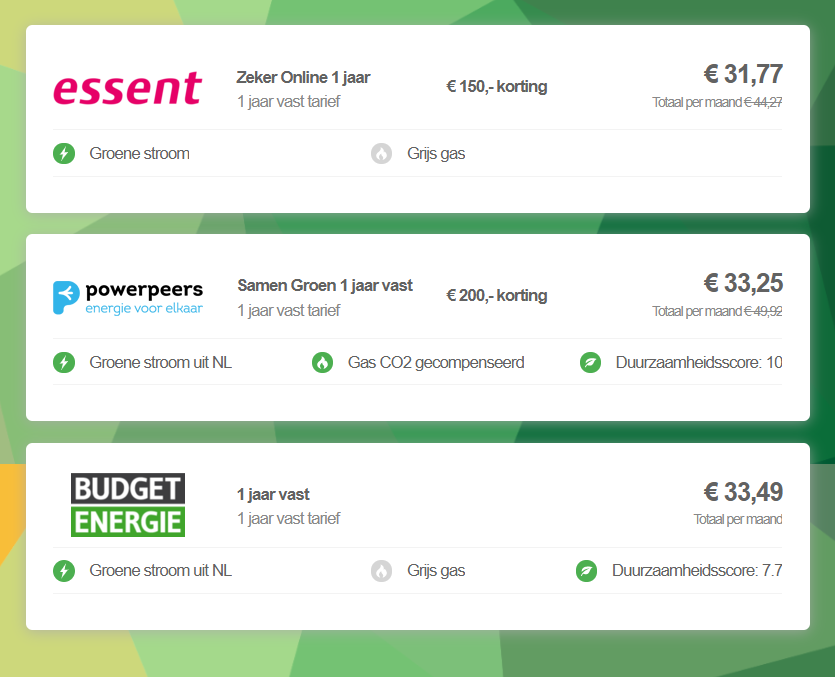 essent
Zeker Online 1 jaar
1 jaar vast tarief
€ 150,- korting
€ 31,77
Totaal per maand € 44,27
Groene stroom
Grijs gas
powerpeers
energie voor elkaar
Samen Groen 1 jaar vast
1 jaar vast tarief
€ 200,- korting
€ 33,25
Totaal per maand € 49,92
Groene stroom uit NL
Gas CO2 gecompenseerd
Duurzaamheidsscore: 10
BUDGET
ENERGIE
1 jaar vast
1 jaar vast tarief
€ 33,49
Totaal per maand
Groene stroom uit NL
Grijs gas
Duurzaamheidsscore: 7.7